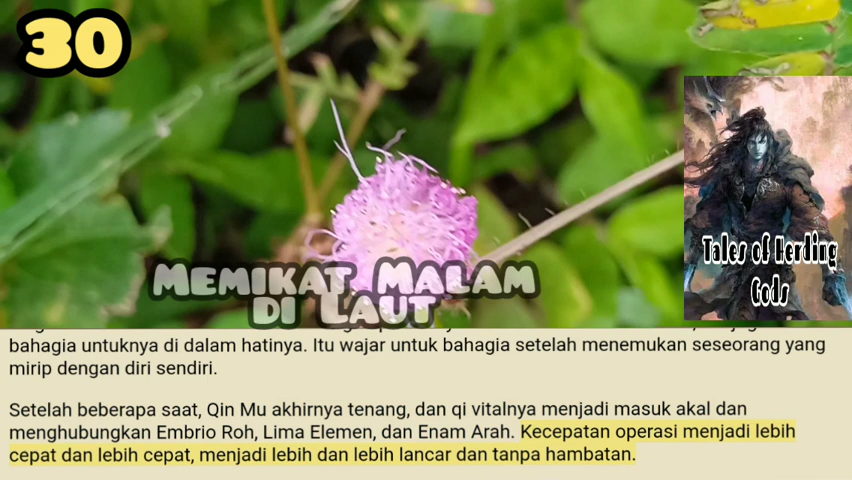 30
Tales of Herding
Gods
MEMIKAT MALAM
DI LAUT
bahagia untuknya di dalam hatinya. Itu wajar untuk bahagia setelah menemukan seseorang yang
mirip dengan diri sendiri.
Setelah beberapa saat, Qin Mu akhirnya tenang, dan qi vitalnya menjadi masuk akal dan
menghubungkan Embrio Roh, Lima Elemen, dan Enam Arah. Kecepatan operasi menjadi lebih
cepat dan lebih cepat, menjadi lebih dan lebih lancar dan tanpa hambatan.